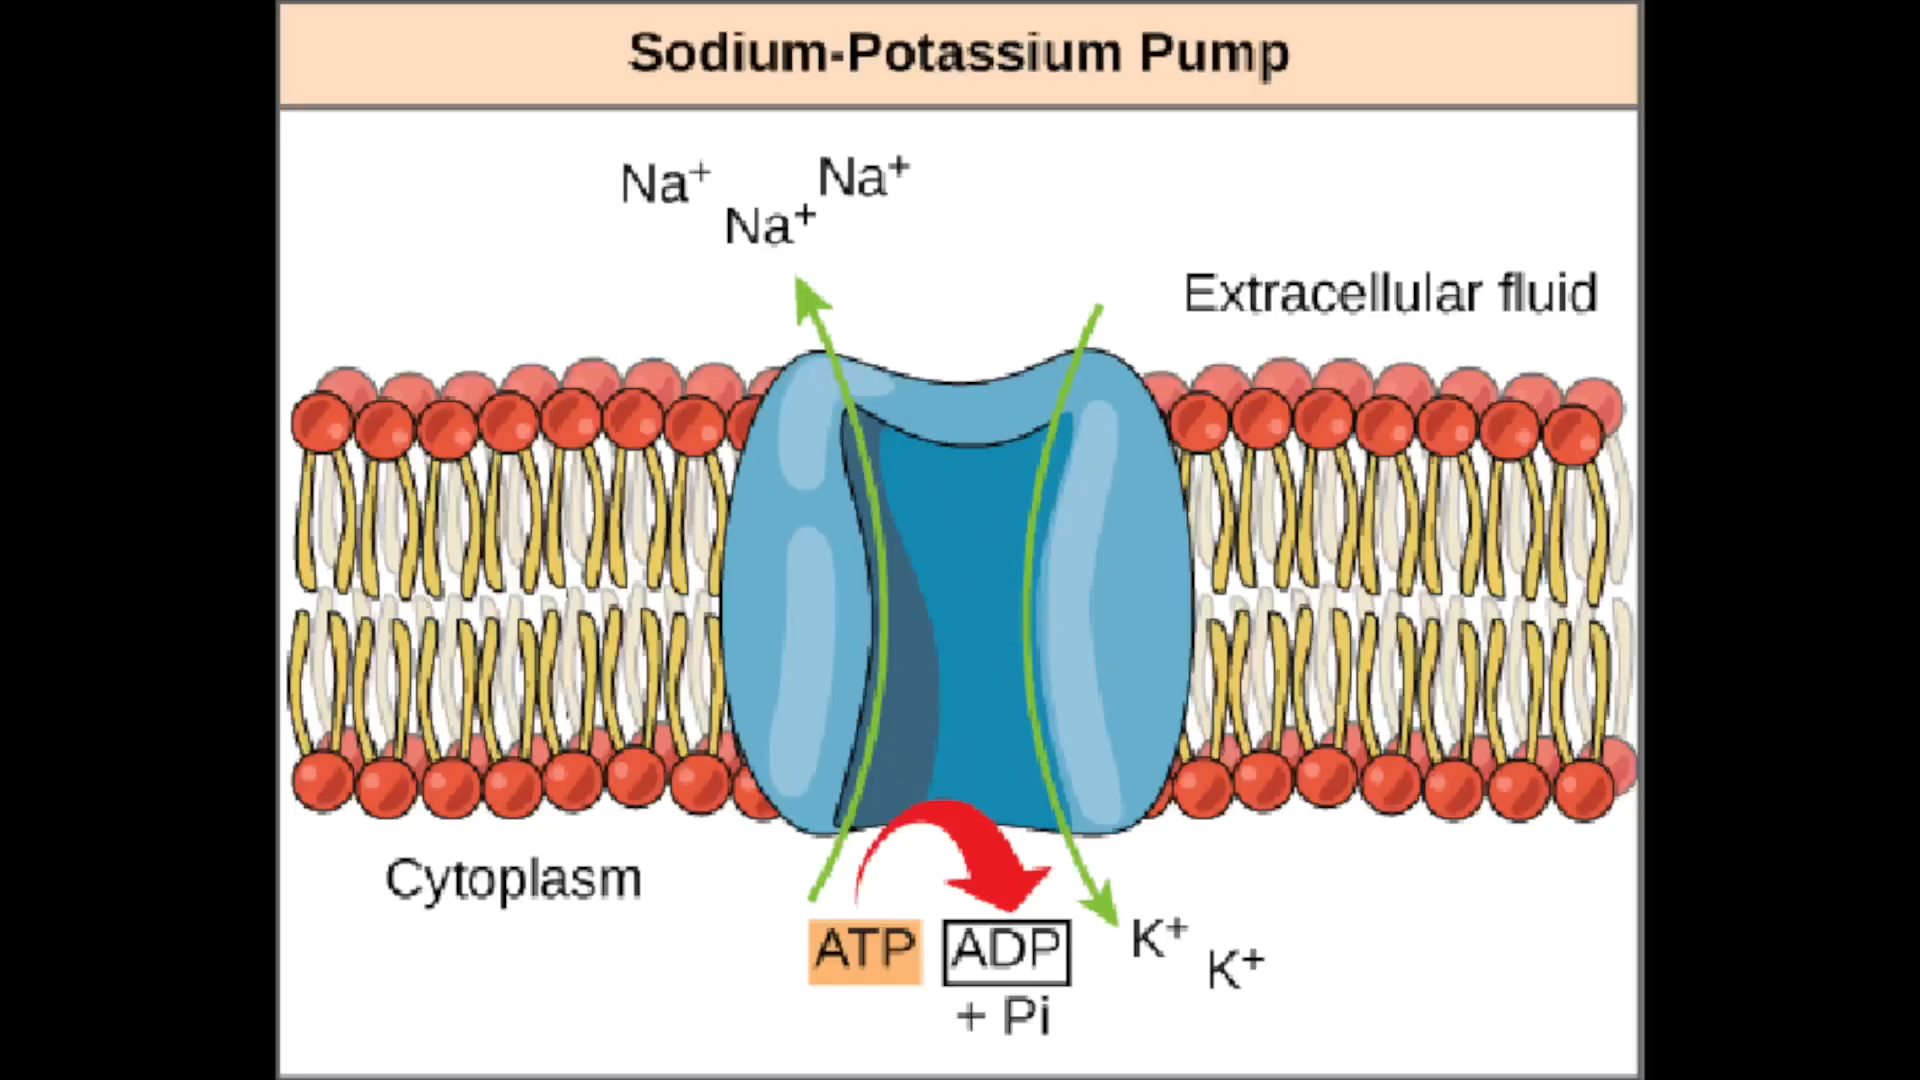 Sodium-Potassium Pump
Na⁺ Na⁺
Na⁺
Extracellular fluid
Cytoplasm
ATP ADP K⁺ K⁺
+ Pi